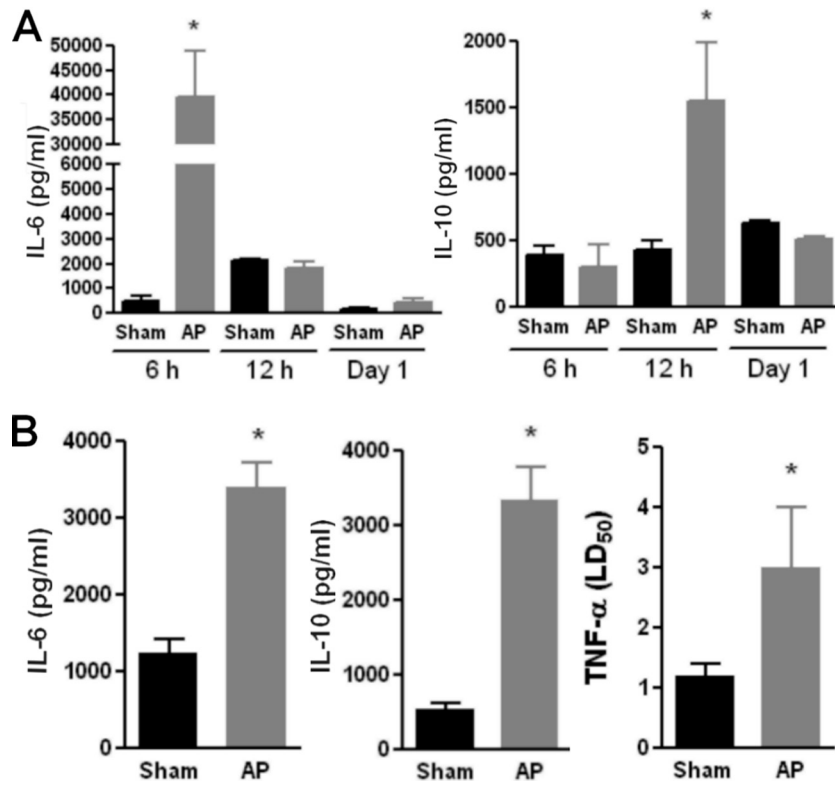 A
IL-6 (pg/ml)
50000
45000
40000
35000
30000
6000
5000
4000
3000
2000
1000
0
*
Sham AP Sham AP Sham AP
6 h 12 h Day 1
IL-10 (pg/ml)
2000
1500
1000
500
0
*
Sham AP Sham AP Sham AP
6 h 12 h Day 1
B
IL-6 (pg/ml)
4000
3000
2000
1000
0
*
Sham AP
IL-10 (pg/ml)
4000
3000
2000
1000
0
*
Sham AP
TNF-α (LD₅₀)
5
4
3
2
1
0
*
Sham AP